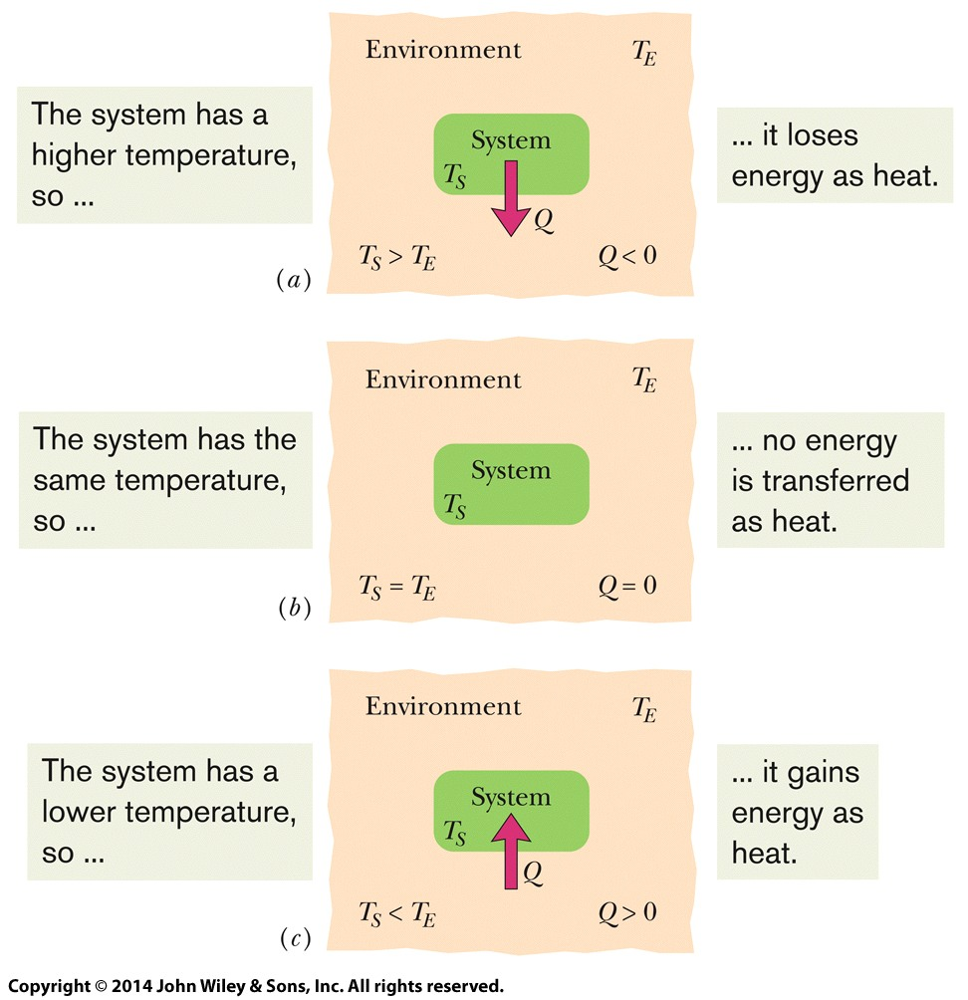 Environment
T_E
The system has a
higher temperature,
so ...
System
T_S
Q
... it loses
energy as heat.
T_S > T_E
Q < 0
(a)
Environment
T_E
The system has the
same temperature,
so ...
System
T_S
... no energy
is transferred
as heat.
T_S = T_E
Q = 0
(b)
Environment
T_E
The system has a
lower temperature,
so ...
System
T_S
Q
... it gains
energy as
heat.
T_S < T_E
Q > 0
(c)
Copyright © 2014 John Wiley & Sons, Inc. All rights reserved.